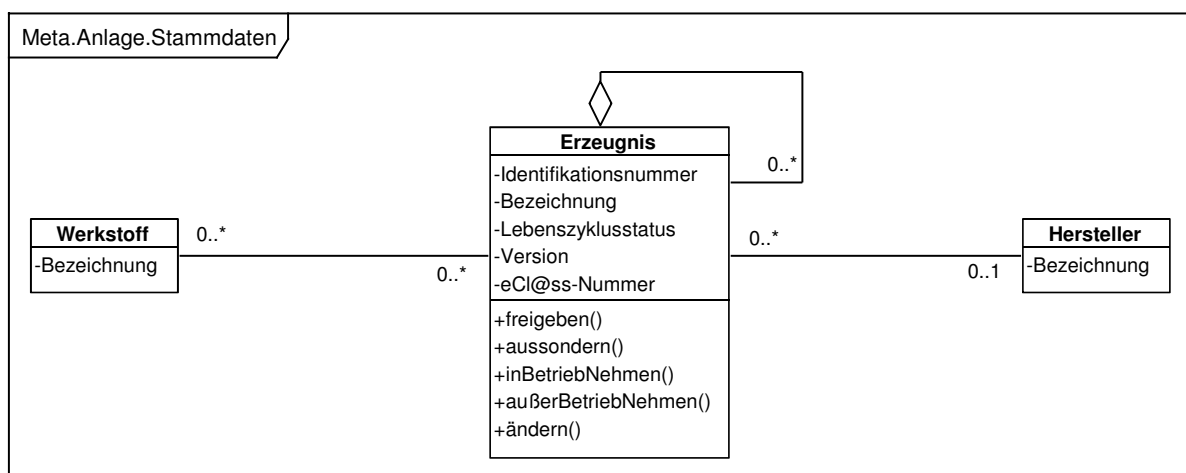 Meta.Anlage.Stammdaten
Erzeugnis
-Identifikationsnummer
-Bezeichnung
-Lebenszyklusstatus
-Version
-eCl@ss-Nummer
+freigeben()
+aussondern()
+inBetriebNehmen()
+außerBetriebNehmen()
+ändern()
0..*
Werkstoff
-Bezeichnung
0..*
0..*
0..*
0..1
Hersteller
-Bezeichnung